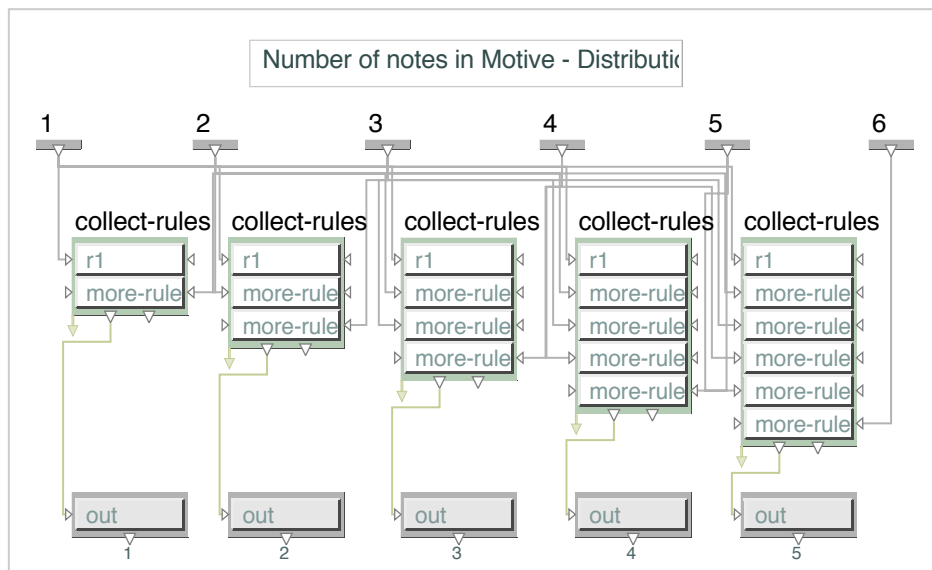 Number of notes in Motive - Distributi
1 2 3 4 5 6
collect-rules collect-rules collect-rules collect-rules collect-rules
r1 r1 r1 r1 r1
more-rule more-rule more-rule more-rule more-rule
more-rule more-rule more-rule more-rule
more-rule more-rule more-rule
more-rule more-rule
more-rule
out out out out out
1 2 3 4 5